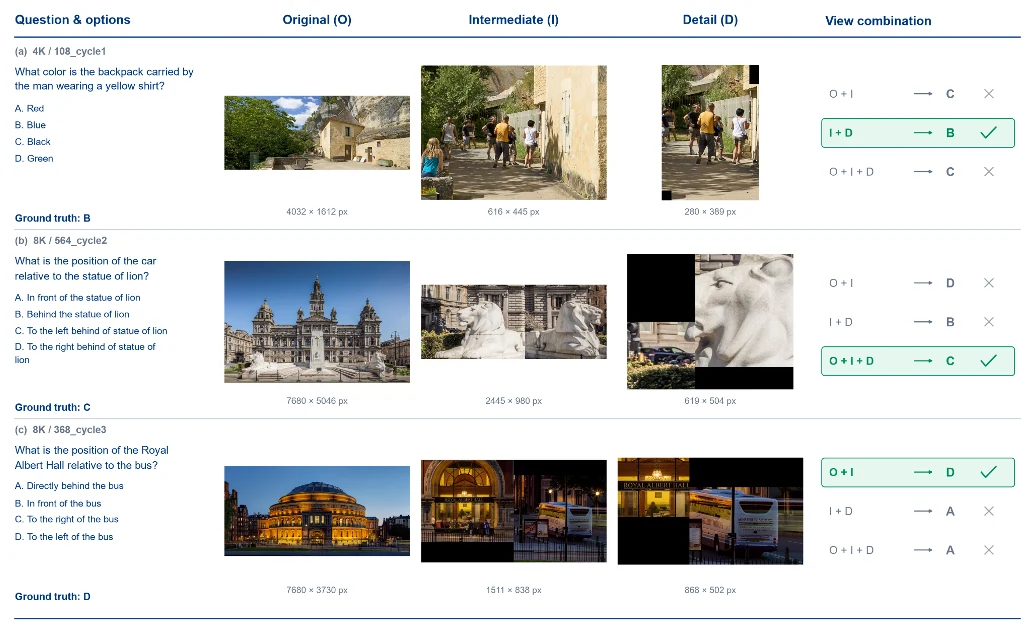 Question & options
Original (O)
Intermediate (I)
Detail (D)
View combination
(a) 4K / 108_cycle1
What color is the backpack carried by
the man wearing a yellow shirt?
A. Red
B. Blue
C. Black
D. Green
Ground truth: B
4032 × 1612 px
616 × 445 px
280 × 389 px
O + I → C ×
I + D → B ✓
O + I + D → C ×
(b) 8K / 564_cycle2
What is the position of the car
relative to the statue of lion?
A. In front of the statue of lion
B. Behind the statue of lion
C. To the left behind of statue of lion
D. To the right behind of statue of
lion
Ground truth: C
7680 × 5046 px
2445 × 980 px
619 × 504 px
O + I → D ×
I + D → B ×
O + I + D → C ✓
(c) 8K / 368_cycle3
What is the position of the Royal
Albert Hall relative to the bus?
A. Directly behind the bus
B. In front of the bus
C. To the right of the bus
D. To the left of the bus
Ground truth: D
ROYAL ALBERT HALL
7680 × 3730 px
1511 × 838 px
868 × 502 px
O + I → D ✓
I + D → A ×
O + I + D → A ×